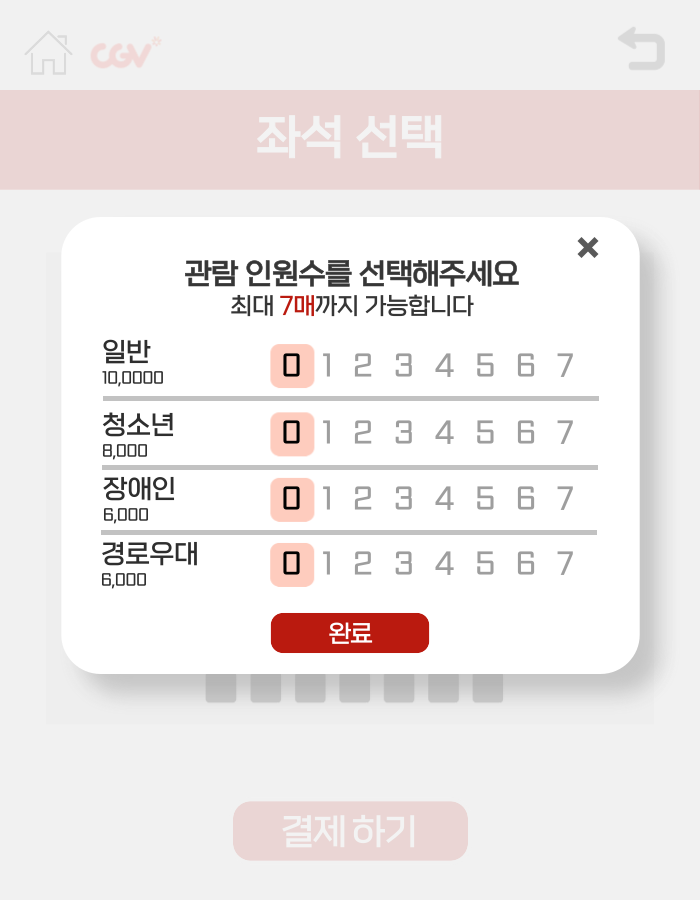 CGV
좌석 선택
관람 인원수를 선택해주세요
최대 7매까지 가능합니다
일반 0 1 2 3 4 5 6 7
10,0000
청소년 0 1 2 3 4 5 6 7
8,000
장애인 0 1 2 3 4 5 6 7
6,000
경로우대 0 1 2 3 4 5 6 7
6,000
완료
결제 하기